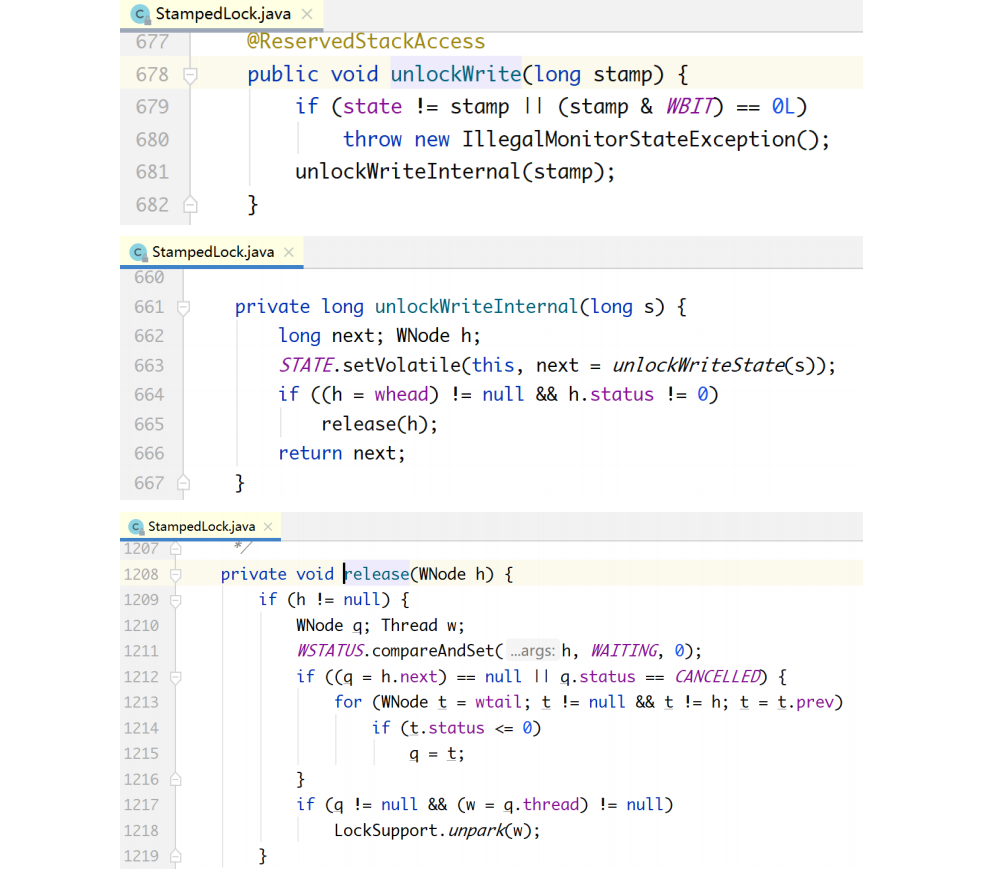 StampedLock.java
677 @ReservedStackAccess
678 public void unlockWrite(long stamp) {
679 if (state != stamp || (stamp & WBIT) == 0L)
680 throw new IllegalMonitorStateException();
681 unlockWriteInternal(stamp);
682 }
StampedLock.java
660
661 private long unlockWriteInternal(long s) {
662 long next; WNode h;
663 STATE.setVolatile(this, next = unlockWriteState(s));
664 if ((h = whead) != null && h.status != 0)
665 release(h);
666 return next;
667 }
StampedLock.java
1207 */
1208 private void release(WNode h) {
1209 if (h != null) {
1210 WNode q; Thread w;
1211 WSTATUS.compareAndSet( ...args: h, WAITING, 0);
1212 if ((q = h.next) == null || q.status == CANCELLED) {
1213 for (WNode t = wtail; t != null && t != h; t = t.prev)
1214 if (t.status <= 0)
1215 q = t;
1216 }
1217 if (q != null && (w = q.thread) != null)
1218 LockSupport.unpark(w);
1219 }